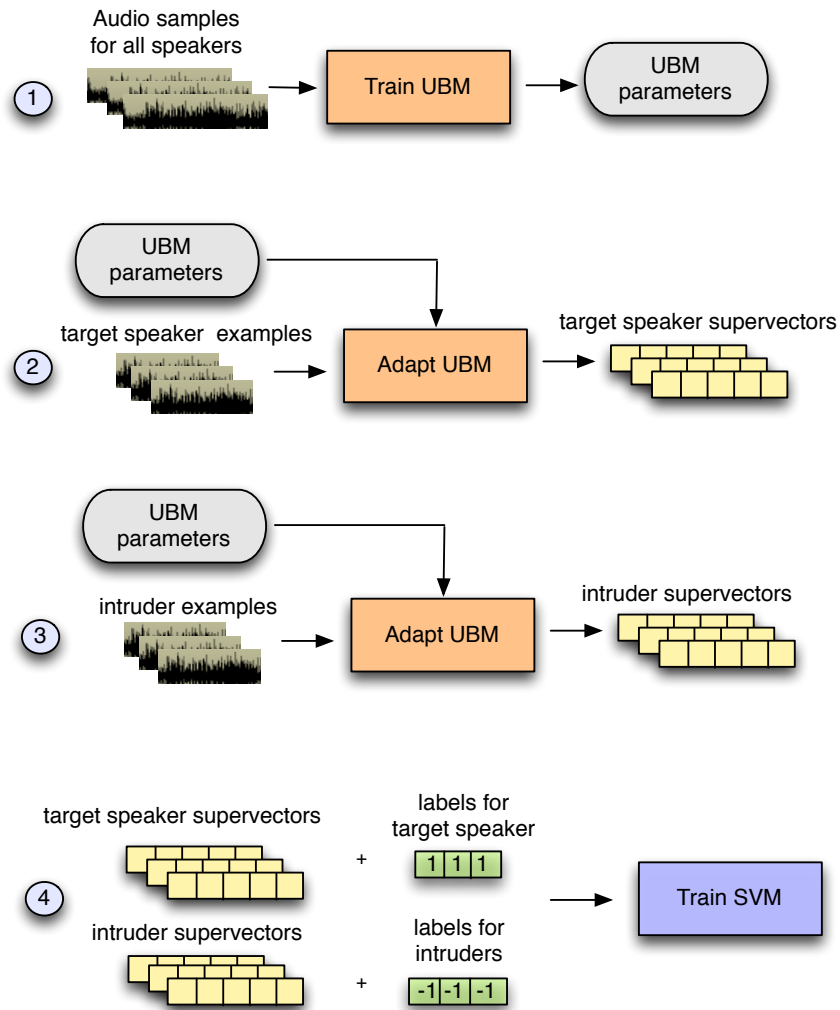 Audio samples
for all speakers
1
Train UBM
UBM
parameters
UBM
parameters
target speaker examples
2
Adapt UBM
target speaker supervectors
UBM
parameters
intruder examples
3
Adapt UBM
intruder supervectors
4
target speaker supervectors
+
labels for
target speaker
1 1 1
intruder supervectors
+
labels for
intruders
-1 -1 -1
Train SVM